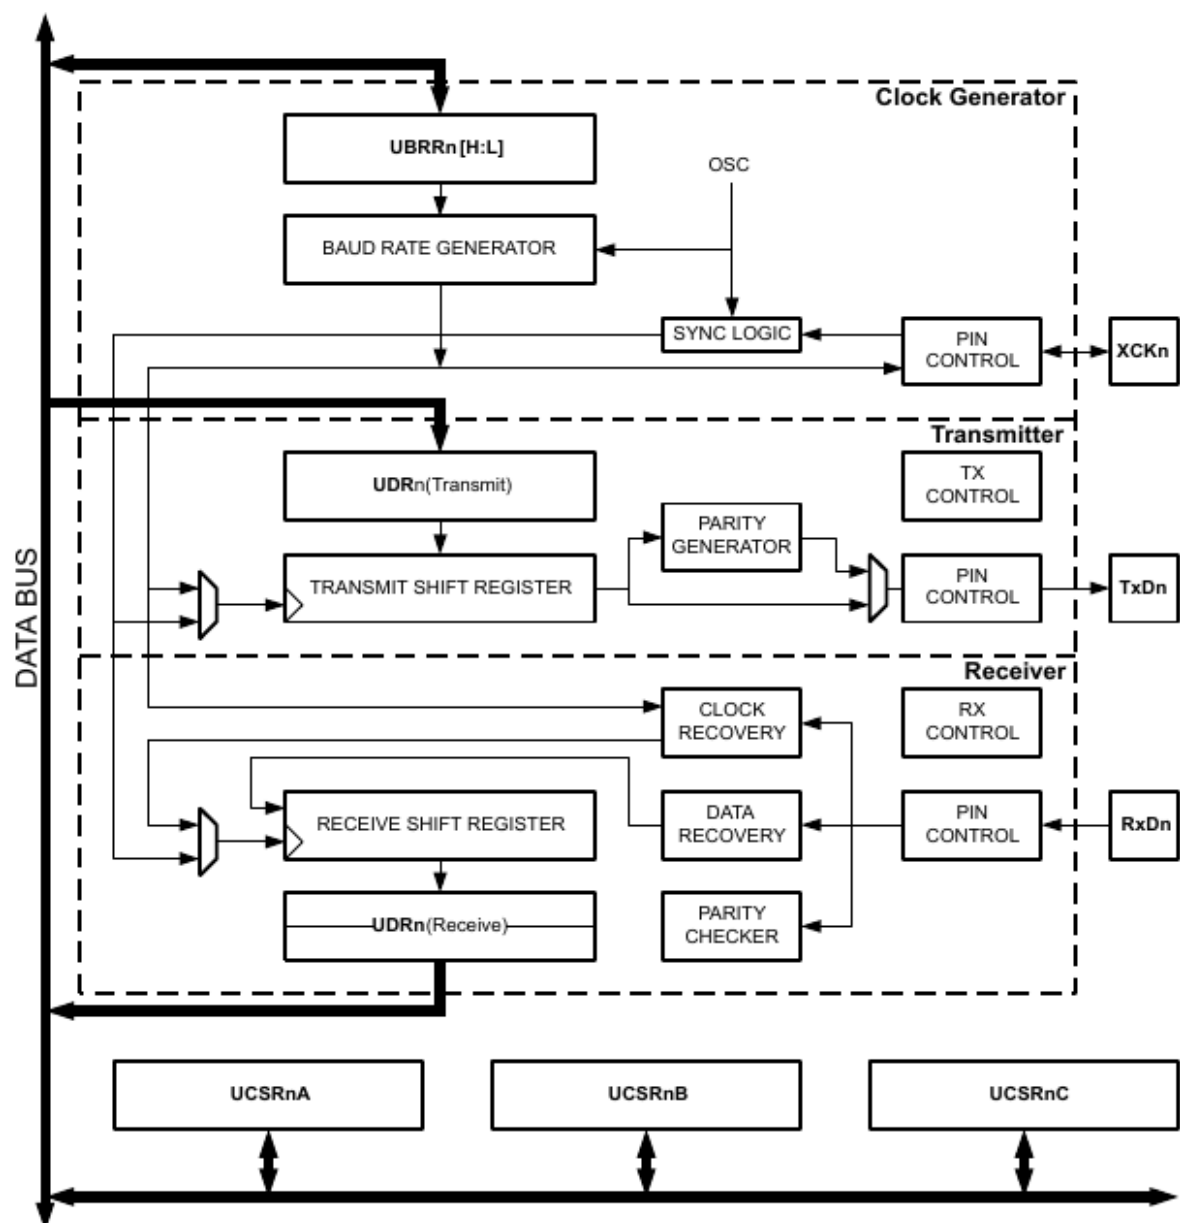 Clock Generator
UBRRn [H:L]
OSC
BAUD RATE GENERATOR
SYNC LOGIC
PIN
CONTROL
XCKn
Transmitter
UDRn(Transmit)
TX
CONTROL
PARITY
GENERATOR
TRANSMIT SHIFT REGISTER
PIN
CONTROL
TxDn
DATA BUS
Receiver
CLOCK
RECOVERY
RX
CONTROL
RECEIVE SHIFT REGISTER
DATA
RECOVERY
PIN
CONTROL
RxDn
UDRn(Receive)
PARITY
CHECKER
UCSRnA
UCSRnB
UCSRnC